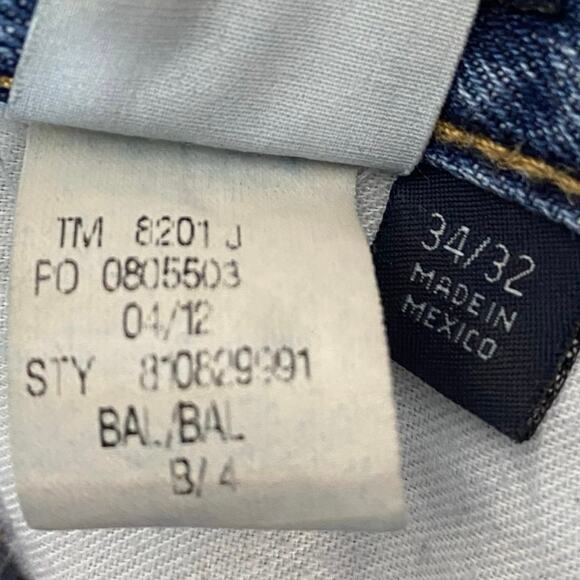 TM 8201 J
PO 0805503
04/12
STY 810829991
BAL/BAL
B/4
34/32
MADE IN
MEXICO